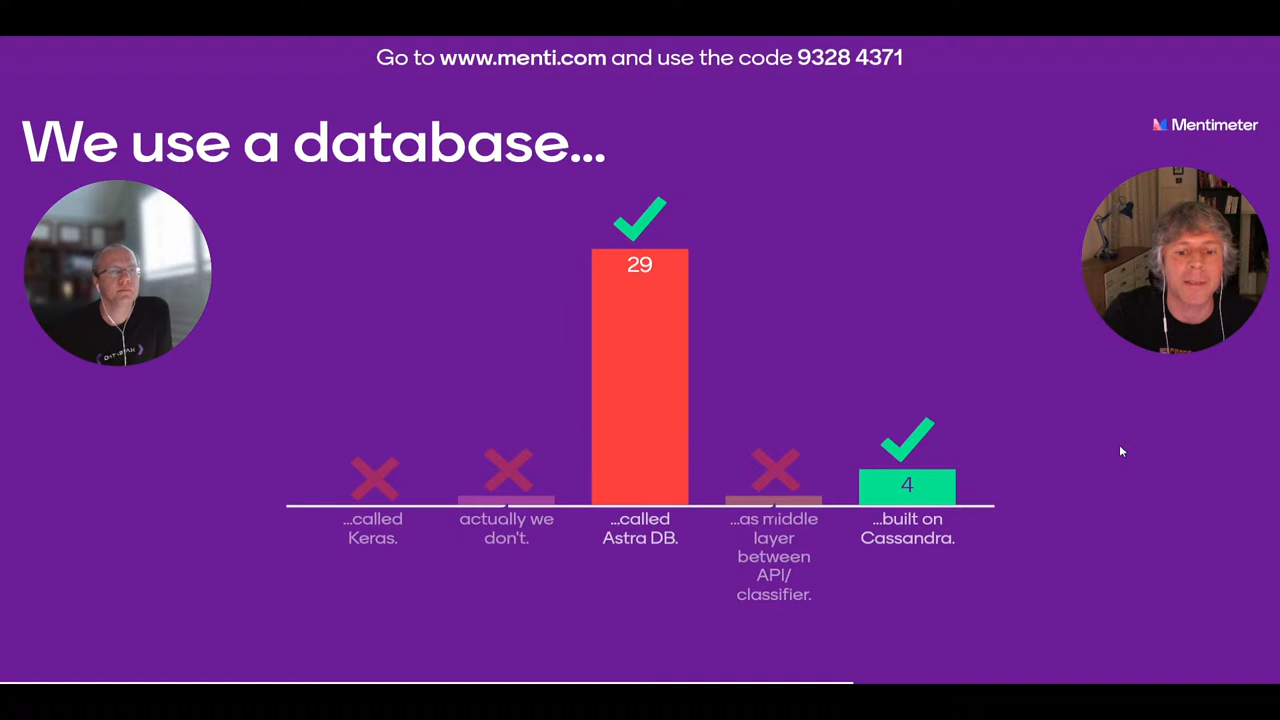 Go to www.menti.com and use the code 9328 4371
We use a database...
Mentimeter
29
4
...called
Keras.
actually we
don't.
...called
Astra DB.
...as middle
layer
between
API/
classifier.
...built on
Cassandra.